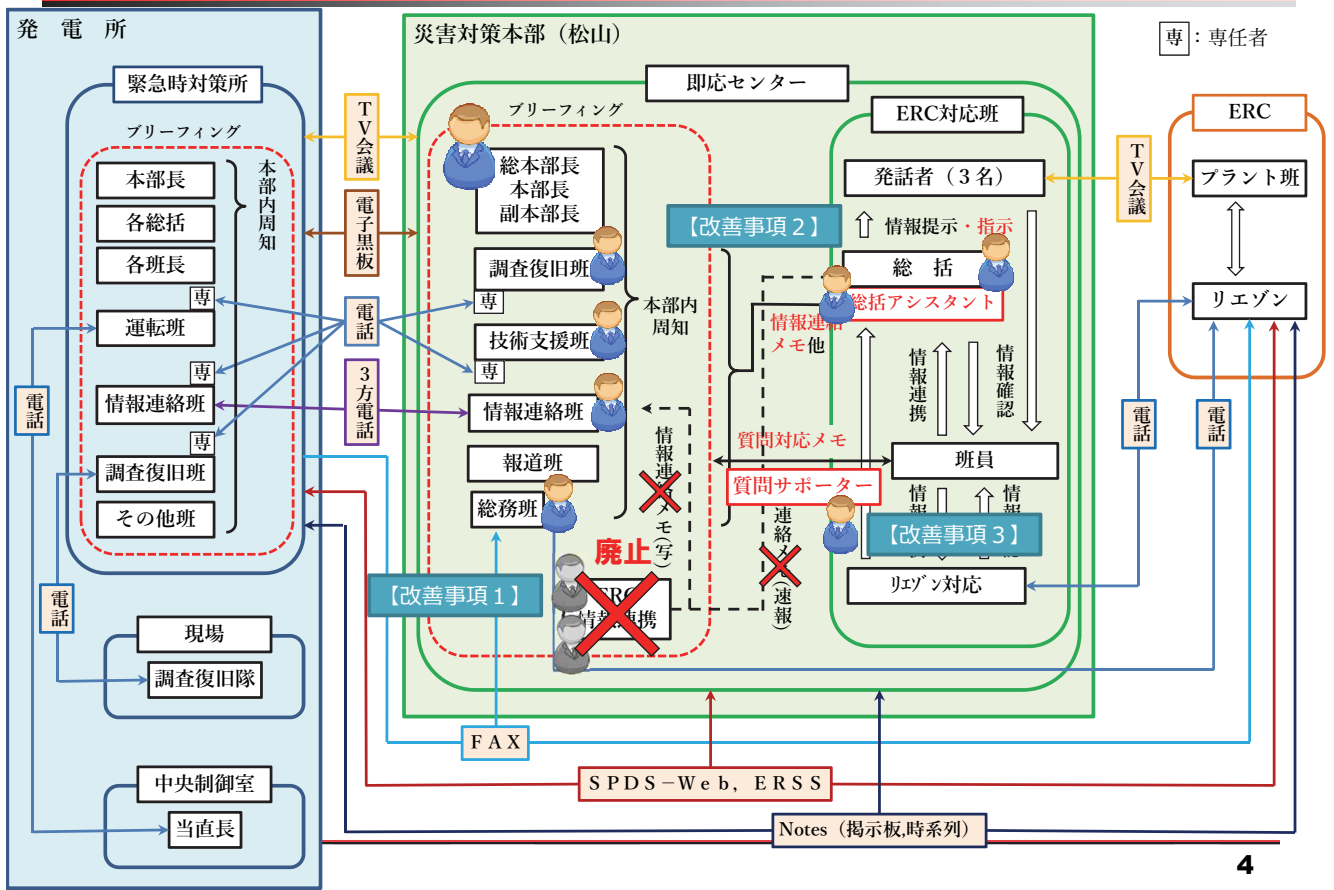 発 電 所
緊急時対策所
ブリーフィング
本部長
各総括
各班長
専
運転班
専
情報連絡班
専
調査復旧班
その他班
本部内周知
電話
電話
現場
調査復旧隊
中央制御室
当直長
TV会議
電子黒板
電話
3方電話
災害対策本部（松山）
即応センター
ブリーフィング
総本部長
本部長
副本部長
調査復旧班
専
技術支援班
専
情報連絡班
報道班
総務班
本部内
周知
情報連絡メモ(写)
廃止
ERC
情報連携
【改善事項１】
【改善事項２】
情報連絡
メモ他
連絡メモ(速報)
質問対応メモ
質問サポーター
【改善事項３】
ERC対応班
発話者（３名）
情報提示・指示
総 括
総括アシスタント
情報連携
情報確認
班員
情報
情報
リエゾン対応
専：専任者
TV会議
ERC
プラント班
リエゾン
電話
電話
FAX
SPDS－Web, ERSS
Notes（掲示板,時系列）
4